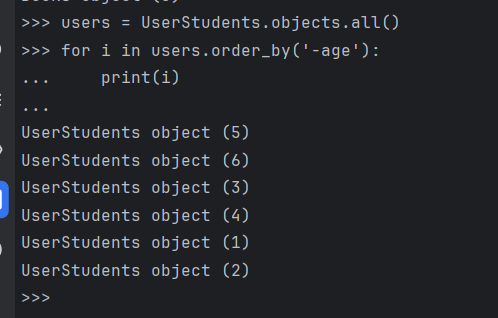 >>> users = UserStudents.objects.all()
>>> for i in users.order_by('-age'):
...     print(i)
...
UserStudents object (5)
UserStudents object (6)
UserStudents object (3)
UserStudents object (4)
UserStudents object (1)
UserStudents object (2)
>>>